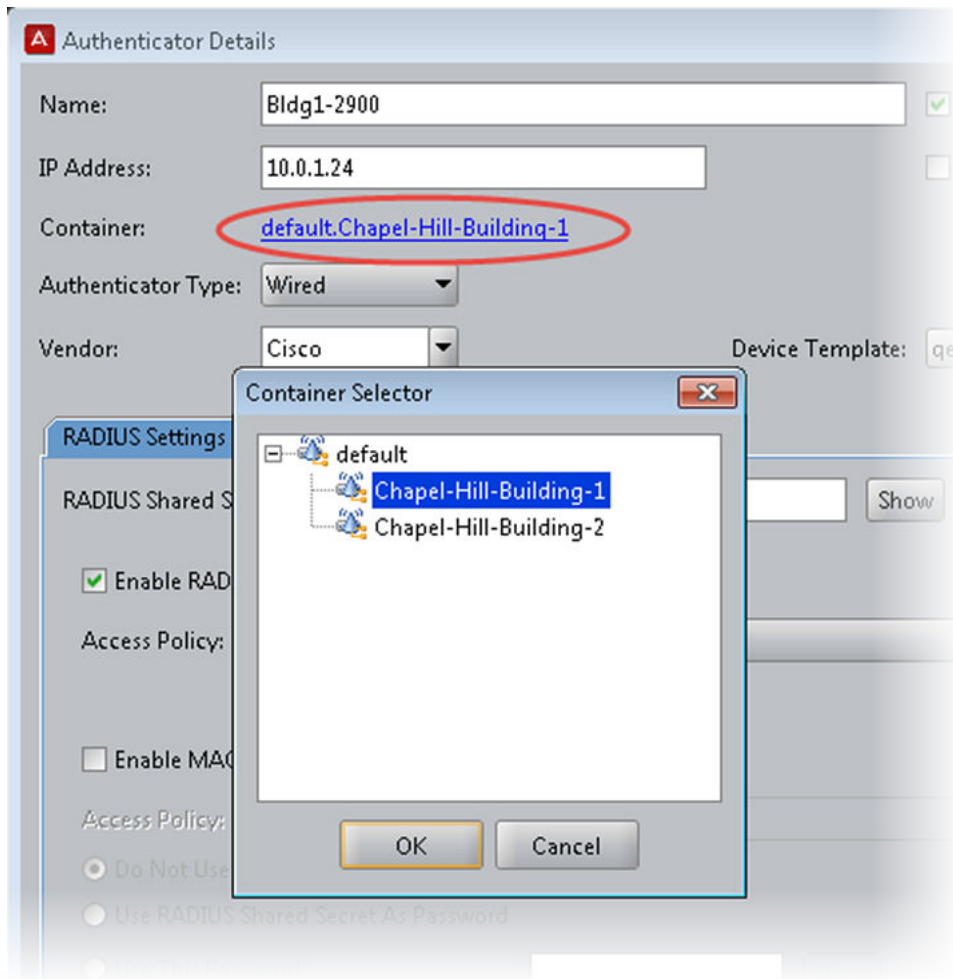 A Authenticator Details
Name: Bldg1-2900
IP Address: 10.0.1.24
Container: default.Chapel-Hill-Building-1
Authenticator Type: Wired
Vendor: Cisco Device Template: qe
Container Selector
RADIUS Settings
default
RADIUS Shared S Chapel-Hill-Building-1 Show
Chapel-Hill-Building-2
Enable RAD
Access Policy:
Enable MAC
Access Policy:
OK Cancel
Do Not Use
Use RADIUS Shared Secret As Password